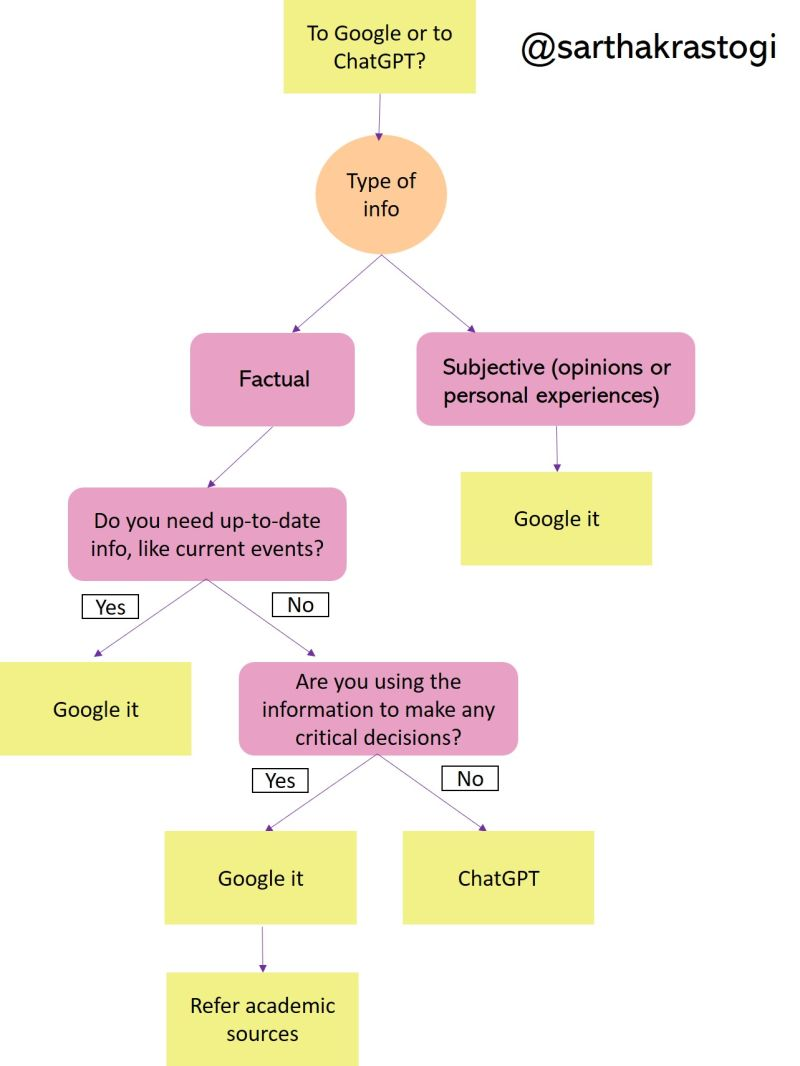 To Google or to
ChatGPT?
@sarthakrastogi
Type of
info
Factual
Subjective (opinions or
personal experiences)
Do you need up-to-date
info, like current events?
Google it
Yes
No
Google it
Are you using the
information to make any
critical decisions?
Yes
No
Google it
ChatGPT
Refer academic
sources